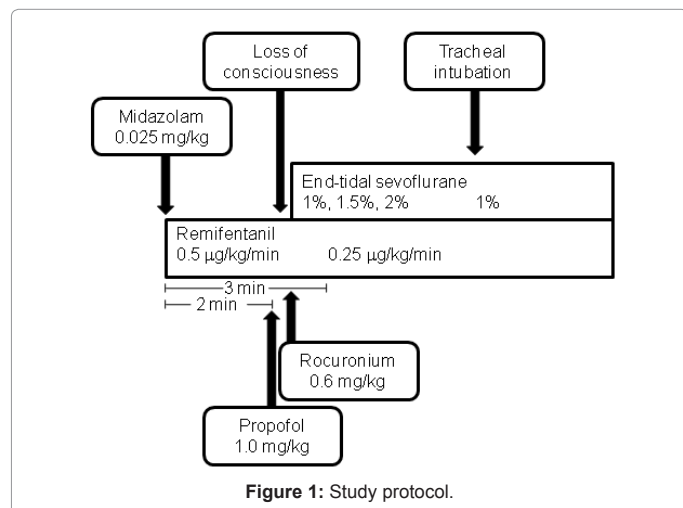 Loss of
consciousness
Tracheal
intubation
Midazolam
0.025 mg/kg
End-tidal sevoflurane
1%, 1.5%, 2% 1%
Remifentanil
0.5 μg/kg/min 0.25 μg/kg/min
3 min
2 min
Rocuronium
0.6 mg/kg
Propofol
1.0 mg/kg
Figure 1: Study protocol.